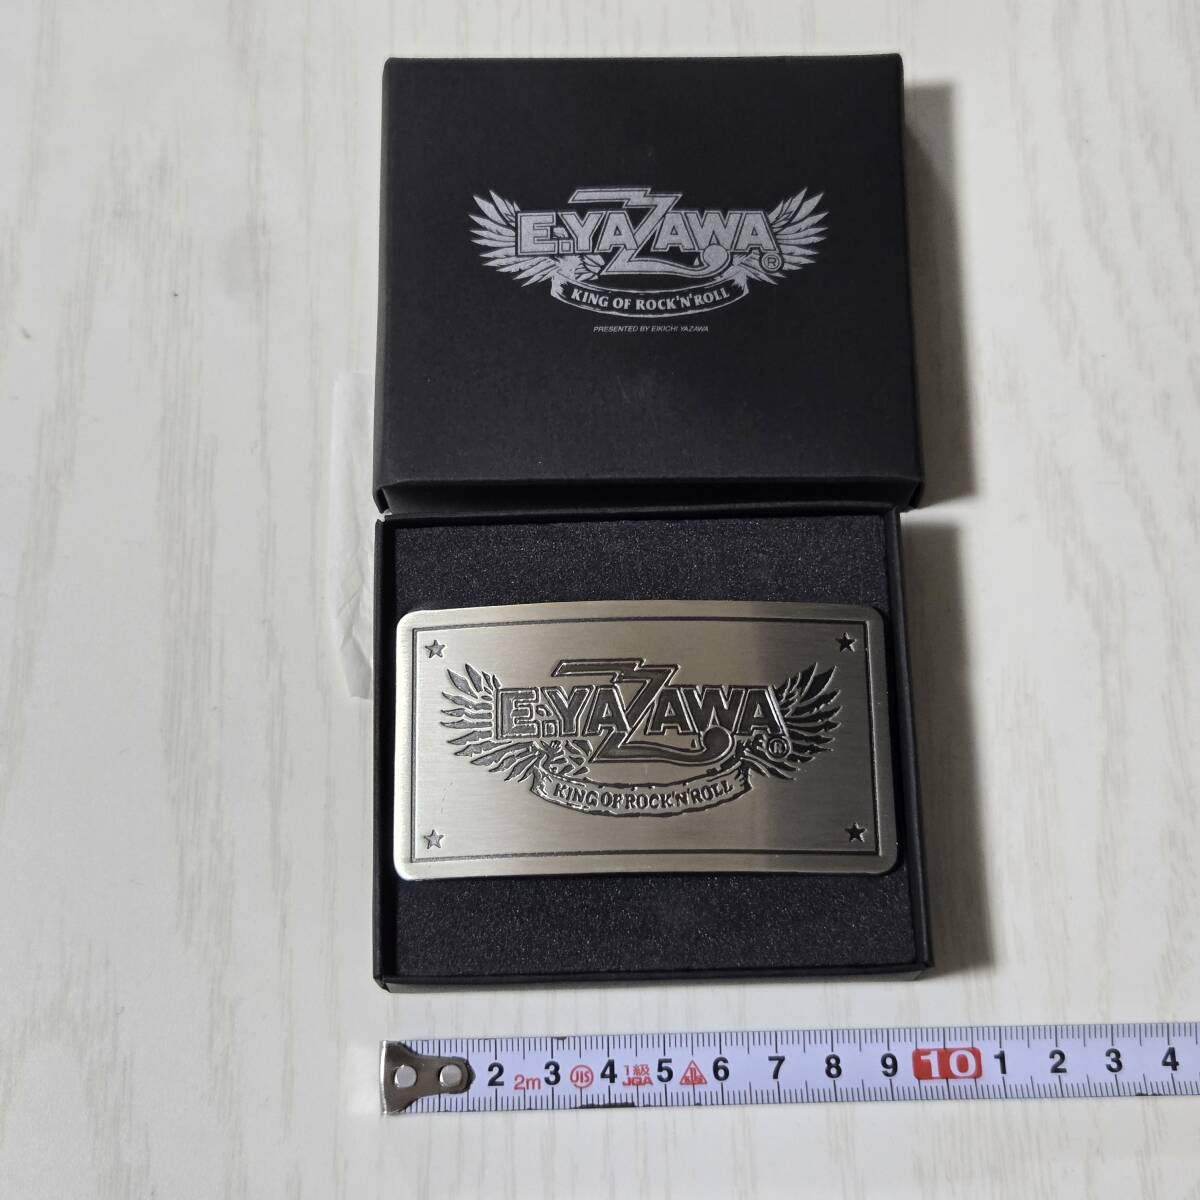 E.YAZAWA®
KING OF ROCK'N'ROLL
PRESENTED BY EIKICHI YAZAWA
E.YAZAWA®
KING OF ROCK'N'ROLL
2 2m 3 JIS 4 1級 JQA 5 6 7 8 9 10 1 2 3 4